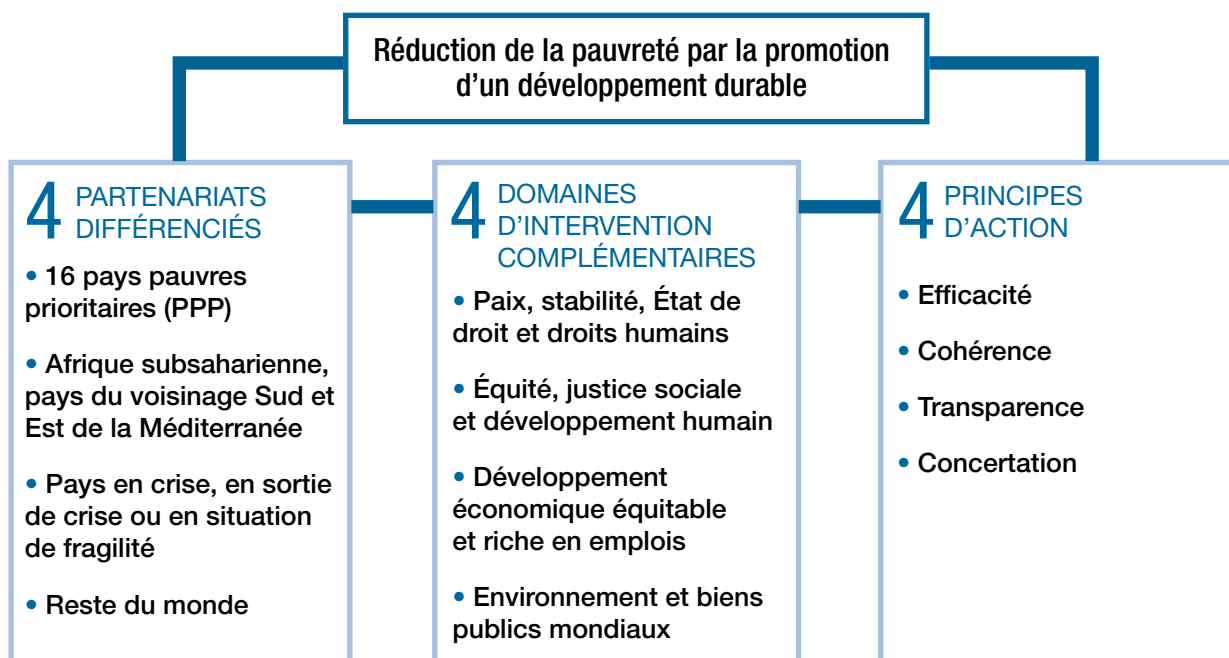 Réduction de la pauvreté par la promotion
d’un développement durable
4 PARTENARIATS
DIFFÉRENCIÉS
• 16 pays pauvres
prioritaires (PPP)
• Afrique subsaharienne,
pays du voisinage Sud et
Est de la Méditerranée
• Pays en crise, en sortie
de crise ou en situation
de fragilité
• Reste du monde
4 DOMAINES
D’INTERVENTION
COMPLÉMENTAIRES
• Paix, stabilité, État de
droit et droits humains
• Équité, justice sociale
et développement humain
• Développement
économique équitable
et riche en emplois
• Environnement et biens
publics mondiaux
4 PRINCIPES
D’ACTION
• Efficacité
• Cohérence
• Transparence
• Concertation